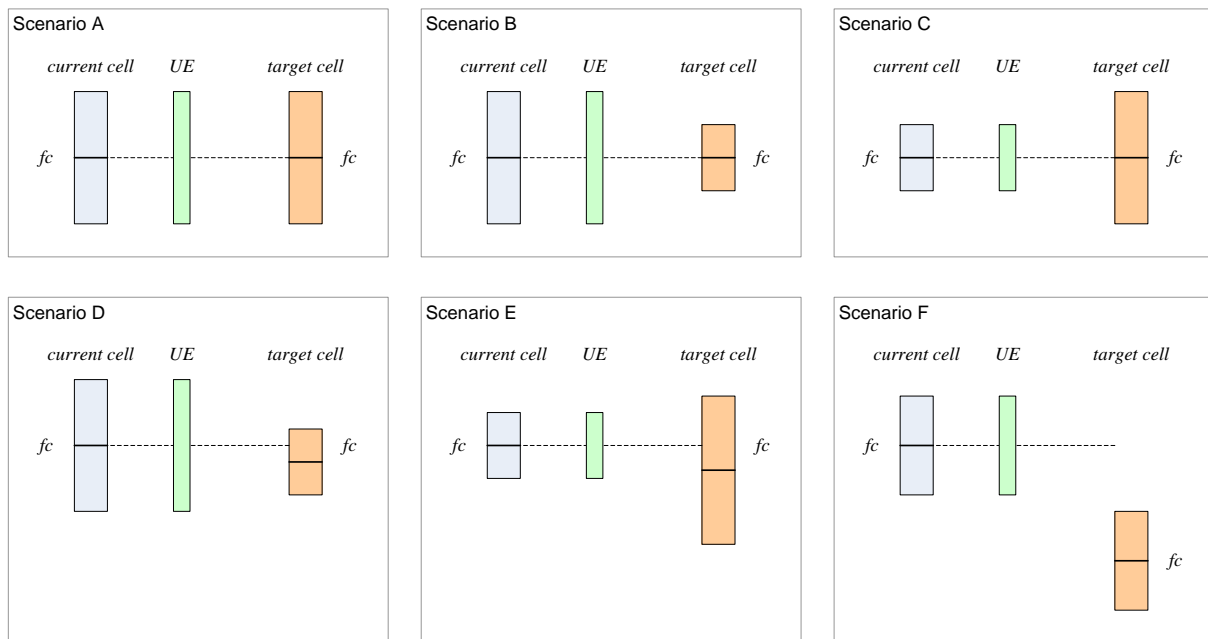 Scenario A
current cell UE target cell
fc fc
Scenario B
current cell UE target cell
fc fc
Scenario C
current cell UE target cell
fc fc
Scenario D
current cell UE target cell
fc fc
Scenario E
current cell UE target cell
fc fc
Scenario F
current cell UE target cell
fc
fc